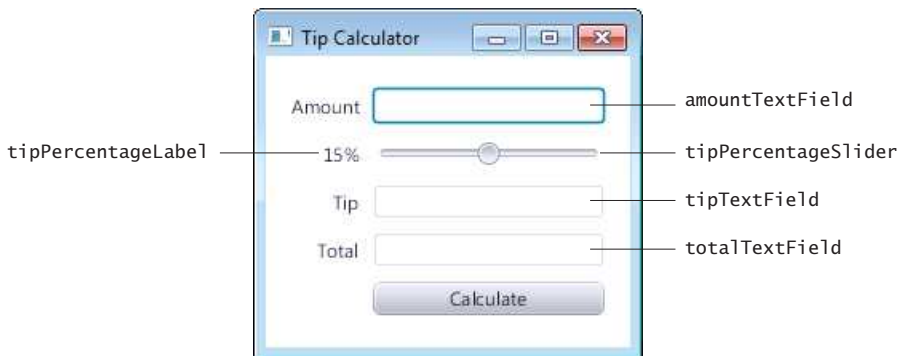 Tip Calculator
Amount
amountTextField
tipPercentageLabel
15%
tipPercentageSlider
Tip
tipTextField
Total
totalTextField
Calculate